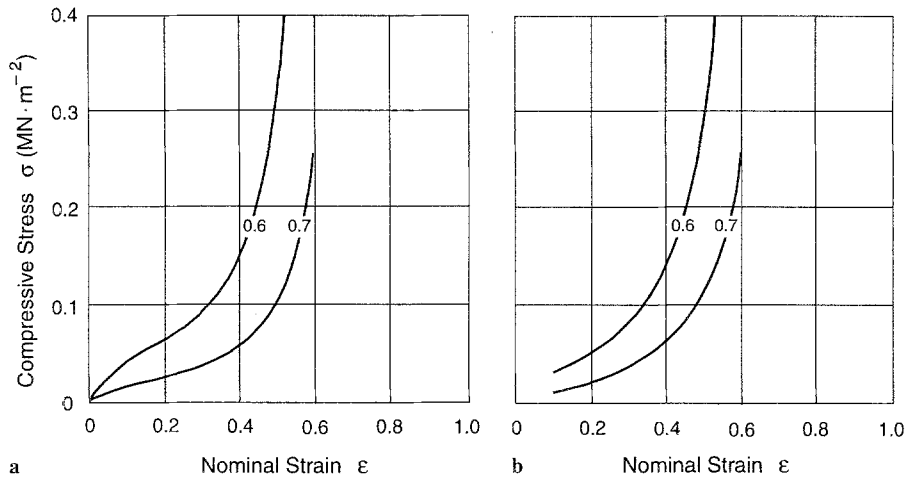 Compressive Stress σ (MN·m⁻²)
0.4
0.3
0.2
0.1
0
0.6
0.7
0 0.2 0.4 0.6 0.8 1.0
a
Nominal Strain ε
0.6
0.7
0 0.2 0.4 0.6 0.8 1.0
b
Nominal Strain ε